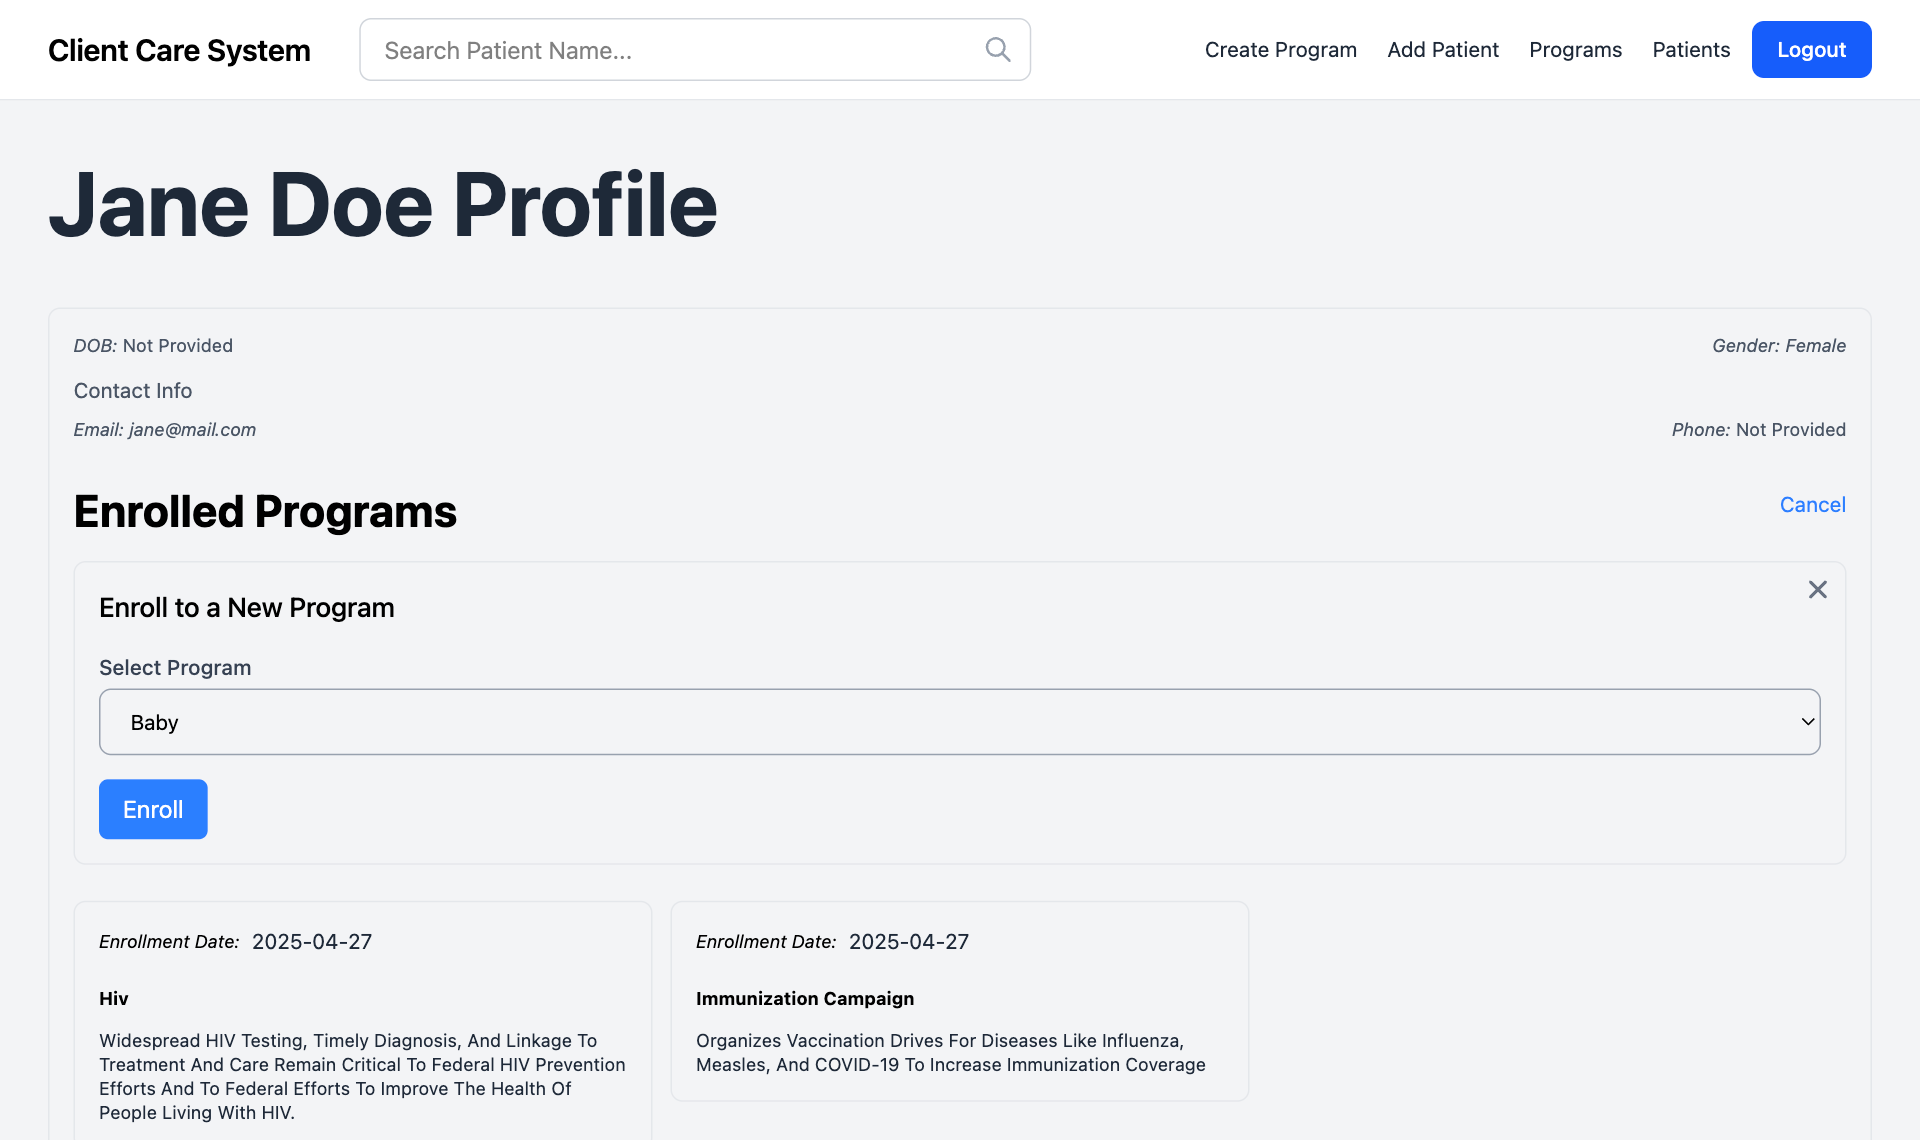 Client Care System
Search Patient Name...
Create Program
Add Patient
Programs
Patients
Logout
Jane Doe Profile
DOB: Not Provided
Gender: Female
Contact Info
Email: jane@mail.com
Phone: Not Provided
Enrolled Programs
Cancel
Enroll to a New Program
Select Program
Baby
Enroll
Enrollment Date: 2025-04-27
Hiv
Widespread HIV Testing, Timely Diagnosis, And Linkage To
Treatment And Care Remain Critical To Federal HIV Prevention
Efforts And To Federal Efforts To Improve The Health Of
People Living With HIV.
Enrollment Date: 2025-04-27
Immunization Campaign
Organizes Vaccination Drives For Diseases Like Influenza,
Measles, And COVID-19 To Increase Immunization Coverage